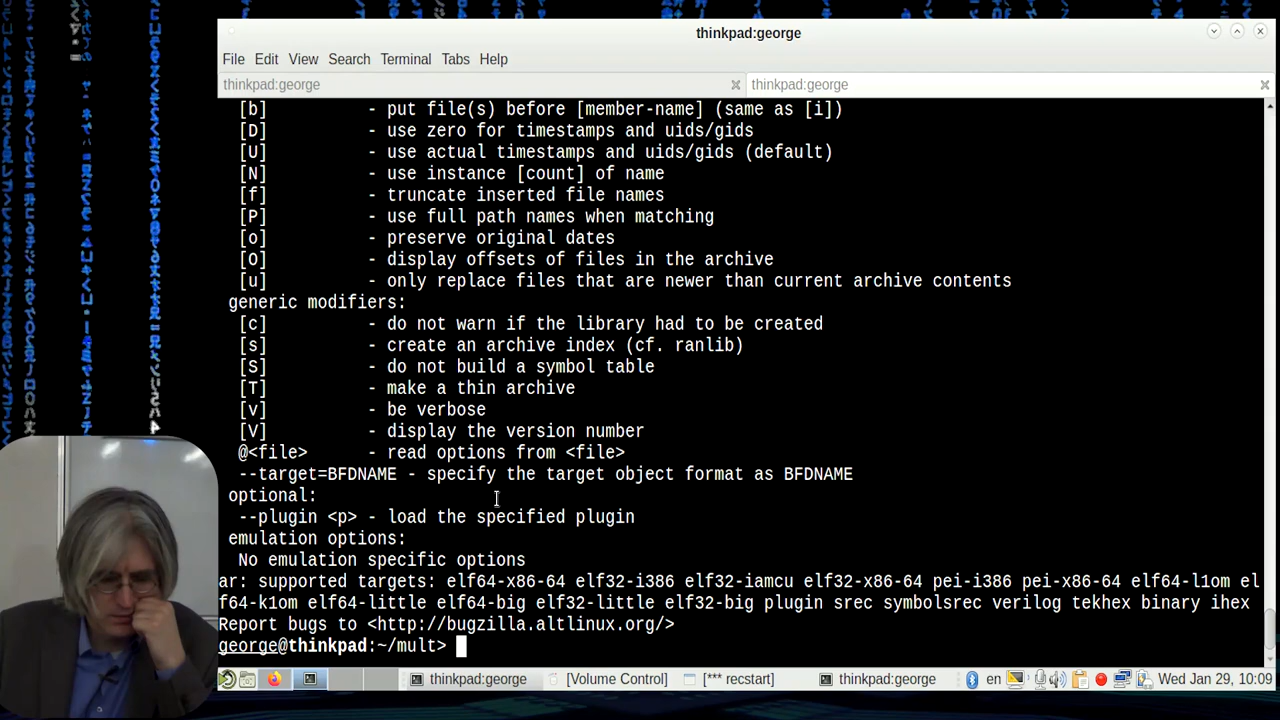 thinkpad:george
File Edit View Search Terminal Tabs Help
thinkpad:george thinkpad:george
[b] - put file(s) before [member-name] (same as [i])
[D] - use zero for timestamps and uids/gids
[U] - use actual timestamps and uids/gids (default)
[N] - use instance [count] of name
[f] - truncate inserted file names
[P] - use full path names when matching
[o] - preserve original dates
[O] - display offsets of files in the archive
[u] - only replace files that are newer than current archive contents
generic modifiers:
[c] - do not warn if the library had to be created
[s] - create an archive index (cf. ranlib)
[S] - do not build a symbol table
[T] - make a thin archive
[v] - be verbose
[V] - display the version number
@<file> - read options from <file>
--target=BFDNAME - specify the target object format as BFDNAME
optional:
--plugin <p> - load the specified plugin
emulation options:
No emulation specific options
ar: supported targets: elf64-x86-64 elf32-i386 elf32-iamcu elf32-x86-64 pei-i386 pei-x86-64 elf64-l1om el
f64-k1om elf64-little elf64-big elf32-little elf32-big plugin srec symbolsrec verilog tekhex binary ihex
Report bugs to <http://bugzilla.altlinux.org/>
george@thinkpad:~/mult>
thinkpad:george [Volume Control] [*** recstart] thinkpad:george en Wed Jan 29, 10:09